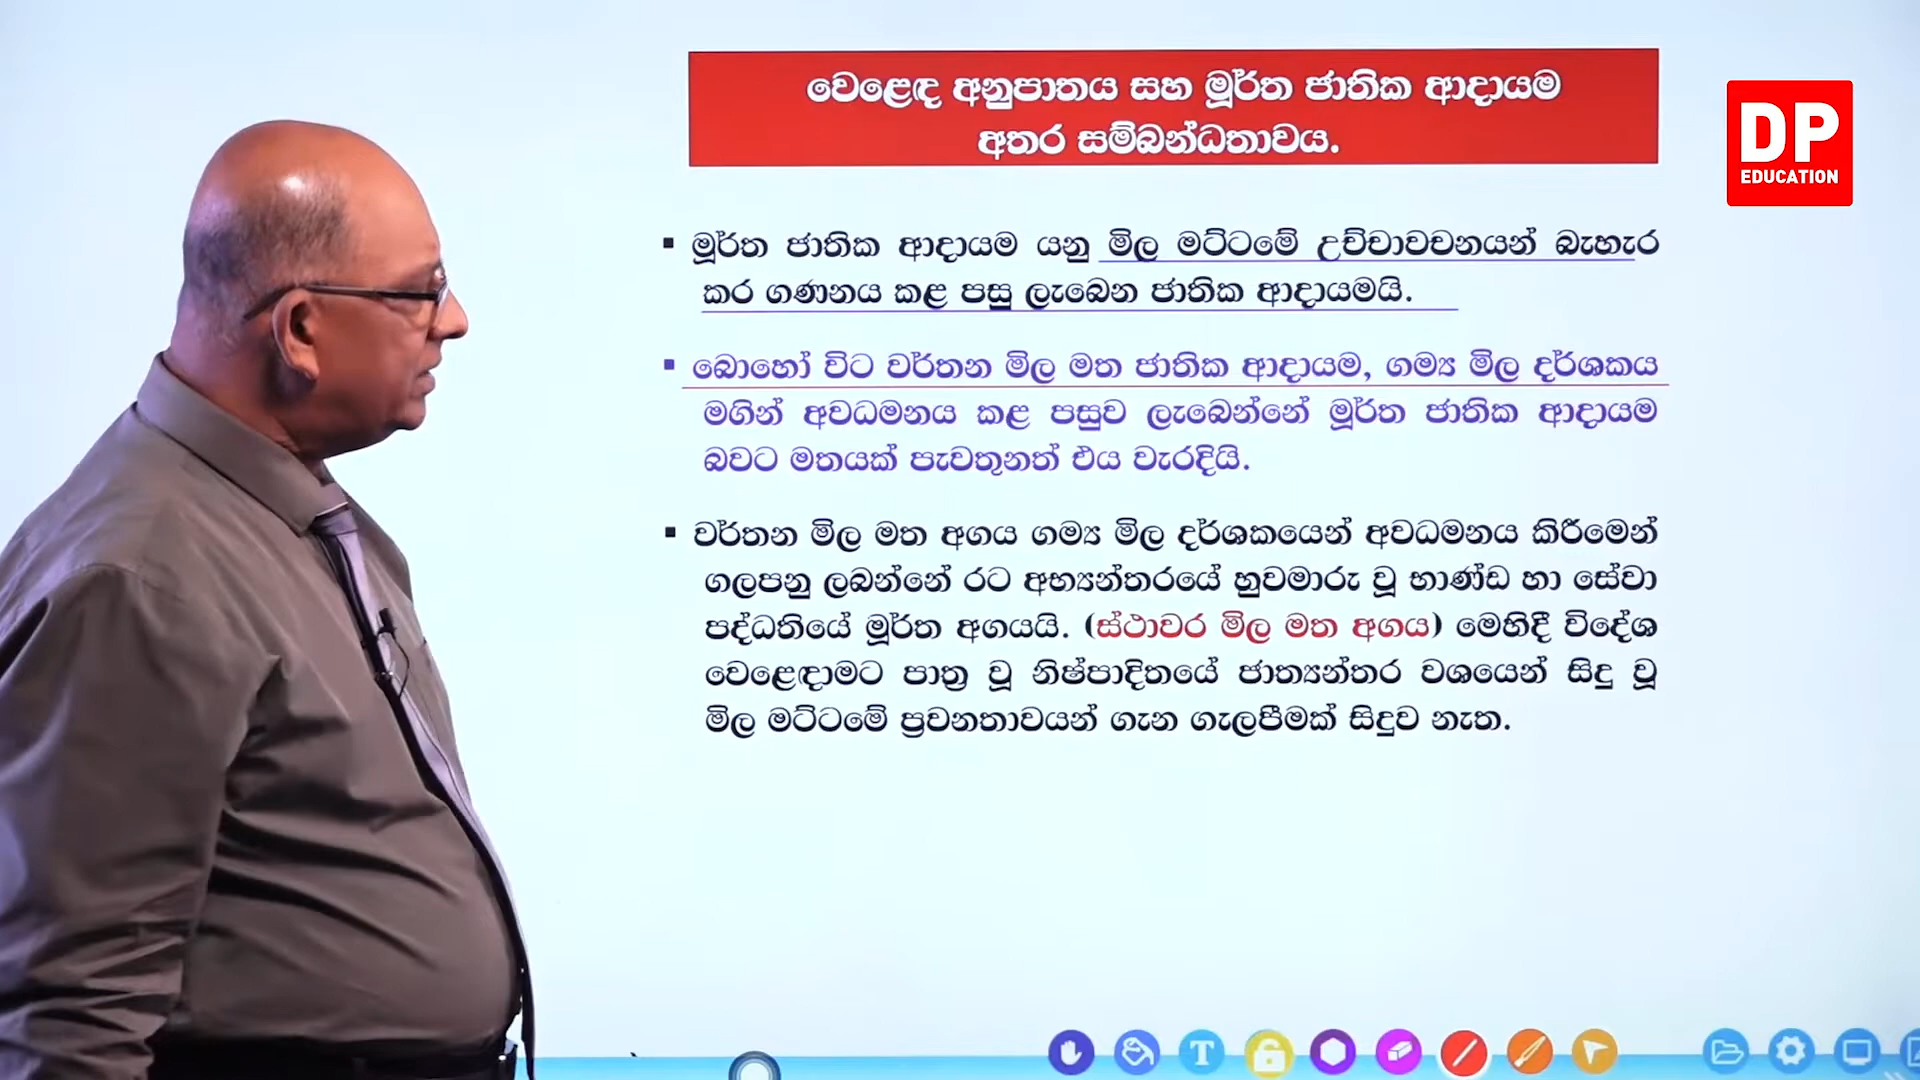 වෙළෙඳ අනුපාතය සහ මූර්ත ජාතික ආදායම
අතර සම්බන්ධතාවය.
DP
EDUCATION
▪ මූර්ත ජාතික ආදායම යනු මිල මට්ටමේ උච්චාවචනයන් බැහැර
කර ගණනය කළ පසු ලැබෙන ජාතික ආදායමයි.
▪ බොහෝ විට වර්තන මිල මත ජාතික ආදායම, ගම්‍ය මිල දර්ශකය
මගින් අවධමනය කළ පසුව ලැබෙන්නේ මූර්ත ජාතික ආදායම
බවට මතයක් පැවතුනත් එය වැරදියි.
▪ වර්තන මිල මත අගය ගම්‍ය මිල දර්ශකයෙන් අවධමනය කිරීමෙන්
ගලපනු ලබන්නේ රට අභ්‍යන්තරයේ හුවමාරු වූ භාණ්ඩ හා සේවා
පද්ධතියේ මූර්ත අගයයි. (ස්ථාවර මිල මත අගය) මෙහිදී විදේශ
වෙළෙඳාමට පාත්‍ර වූ නිෂ්පාදිතයේ ජාත්‍යන්තර වශයෙන් සිදු වූ
මිල මට්ටමේ ප්‍රවනතාවයන් ගැන ගැලපීමක් සිදුව නැත.
T